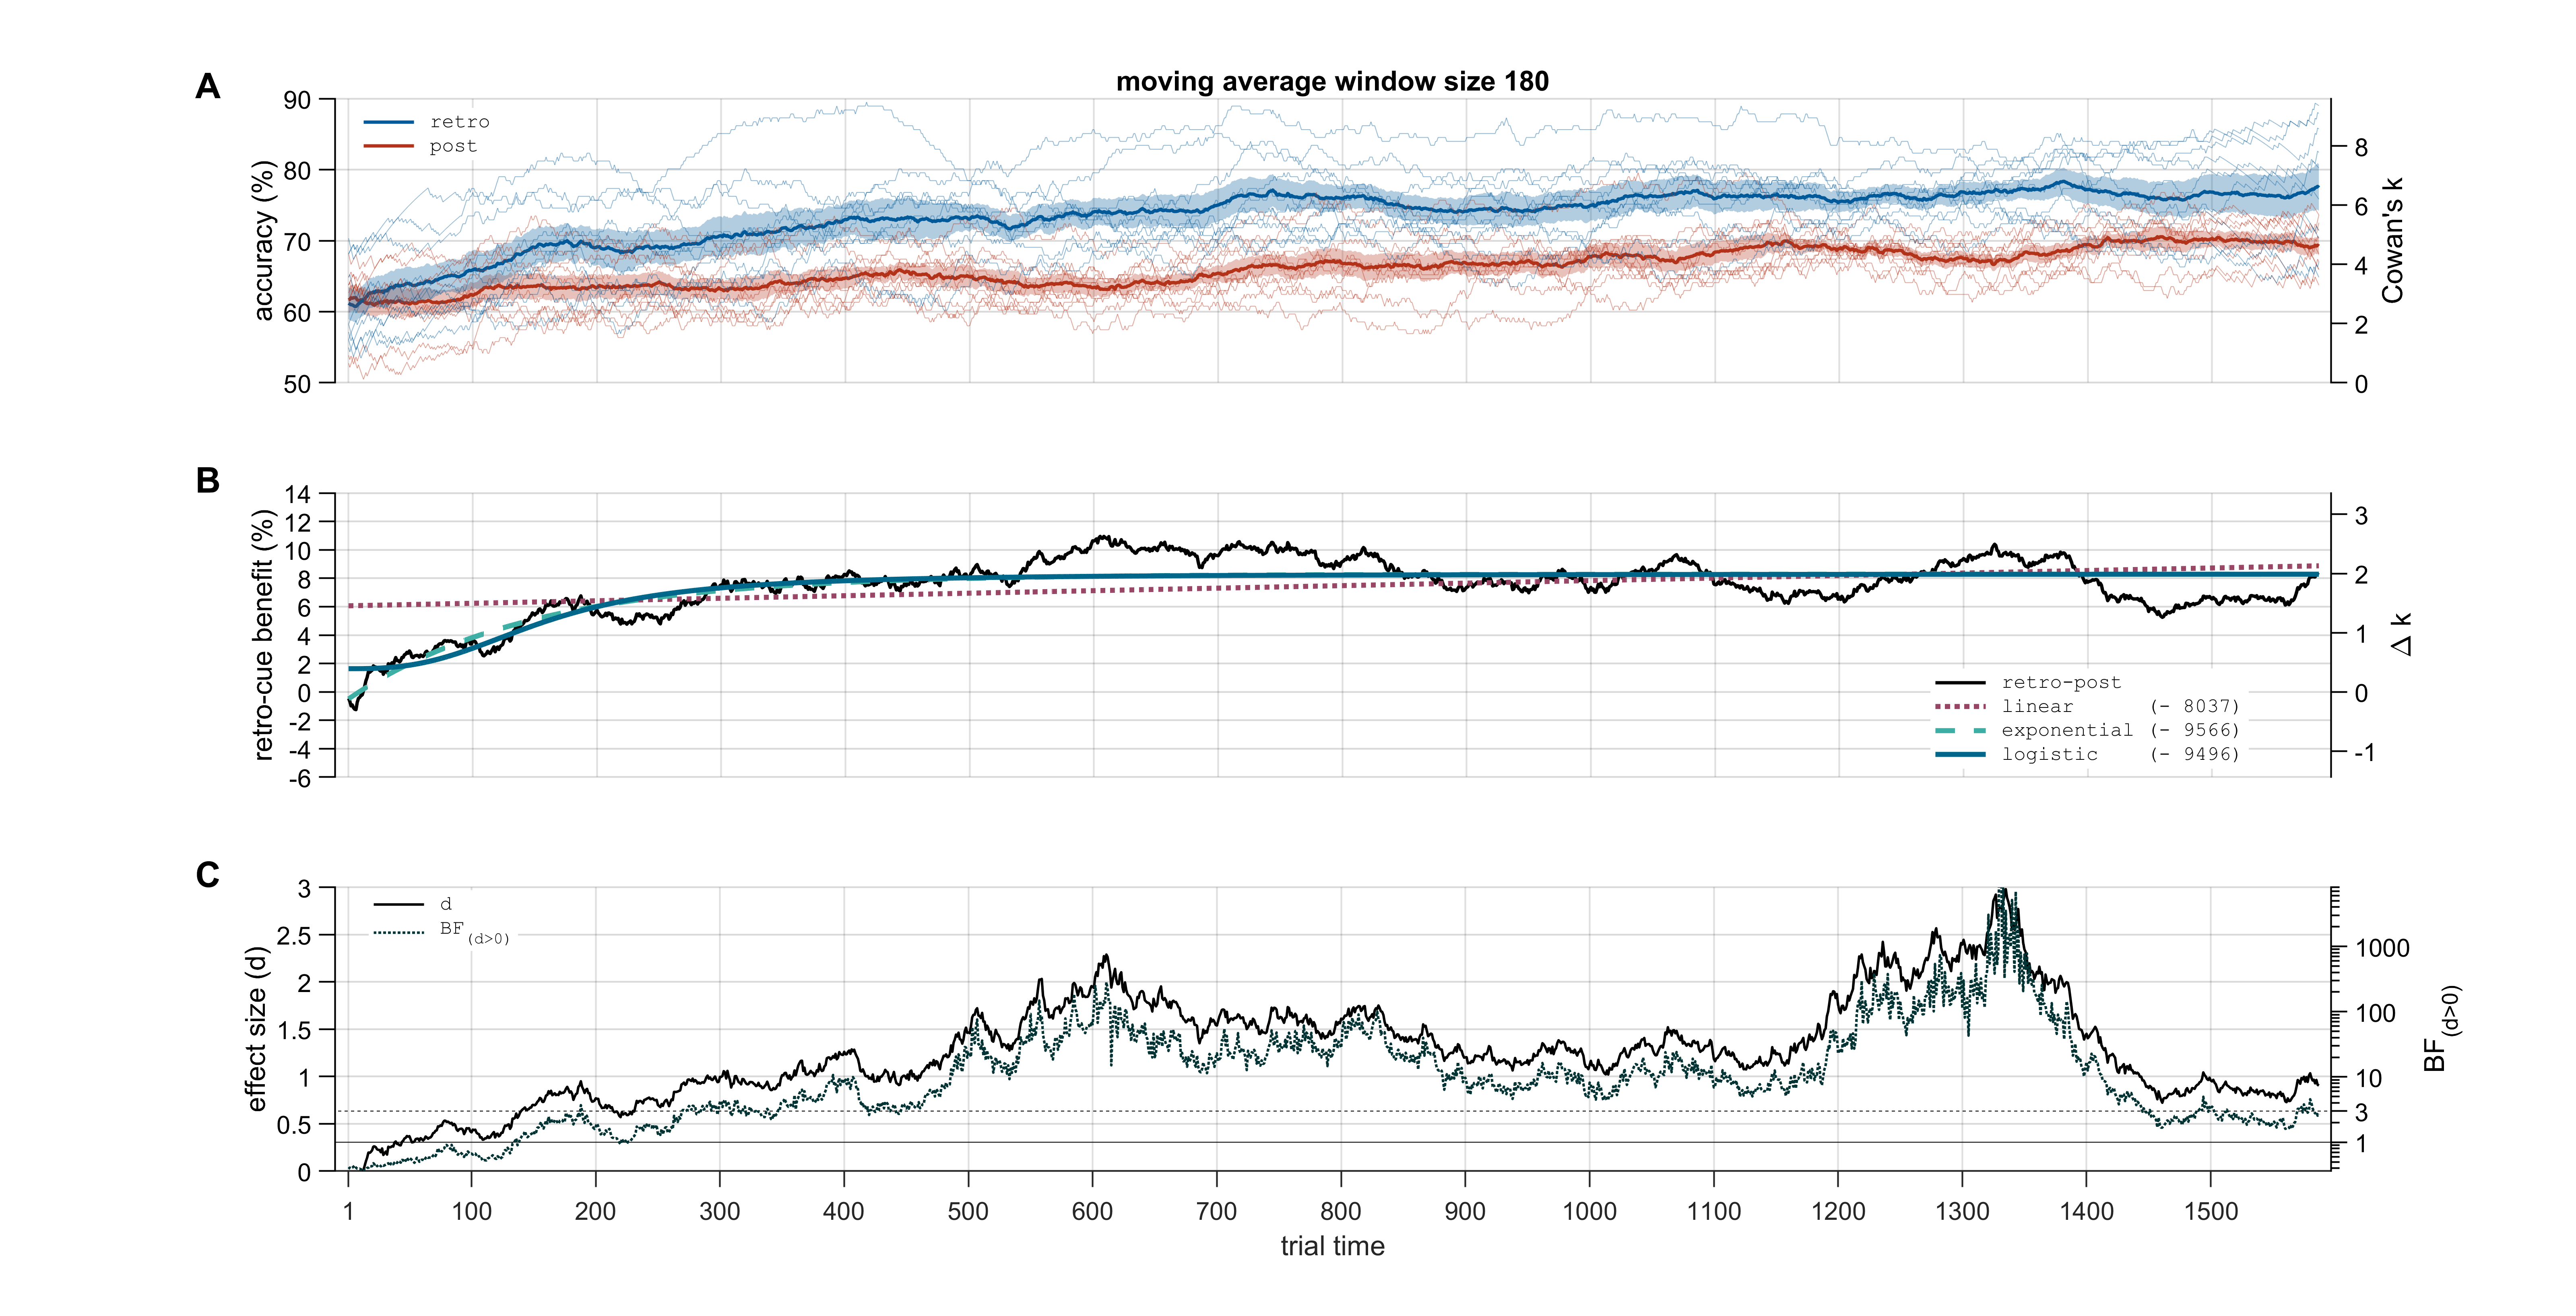 A
moving average window size 180
accuracy (%)
90
80
70
60
50
retro
post
8
6
4
2
0
Cowan's k
B
retro-cue benefit (%)
14
12
10
8
6
4
2
0
-2
-4
-6
3
2
1
0
-1
Δ k
retro-post
linear (- 8037)
exponential (- 9566)
logistic (- 9496)
C
effect size (d)
3
2.5
2
1.5
1
0.5
0
d
BF(d>0)
1000
100
10
3
1
BF(d>0)
1 100 200 300 400 500 600 700 800 900 1000 1100 1200 1300 1400 1500
trial time